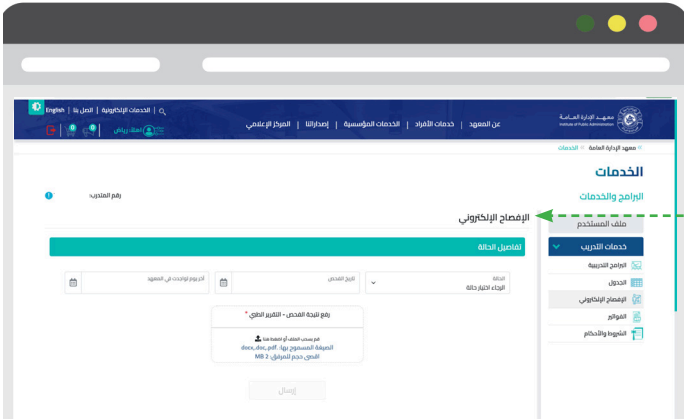 English | اتصل بنا | الخدمات الإلكترونية
معهد الإدارة العامة
Institute of Public Administration
عن المعهد | خدمات الأفراد | الخدمات المؤسسية | إصداراتنا | المركز الإعلامي
0 0
معهد الإدارة العامة » الخدمات
الخدمات
البرامج والخدمات
رقم المتدرب:
ملف المستخدم
الإفصاح الإلكتروني
خدمات التدريب
تفاصيل الحالة
البرامج التدريبية
الجدول
الإفصاح الإلكتروني
الفواتير
الشروط والأحكام
الحالة
الرجاء اختيار حالة
تاريخ الفحص
آخر يوم تواجدت في المعهد
رفع نتيجة الفحص - التقرير الطبي *
قم بسحب الملف أو اضغط هنا
الصيغة المسموح بها: .docx,.doc,.pdf
اقصى حجم للمرفق: 2 MB
إرسال